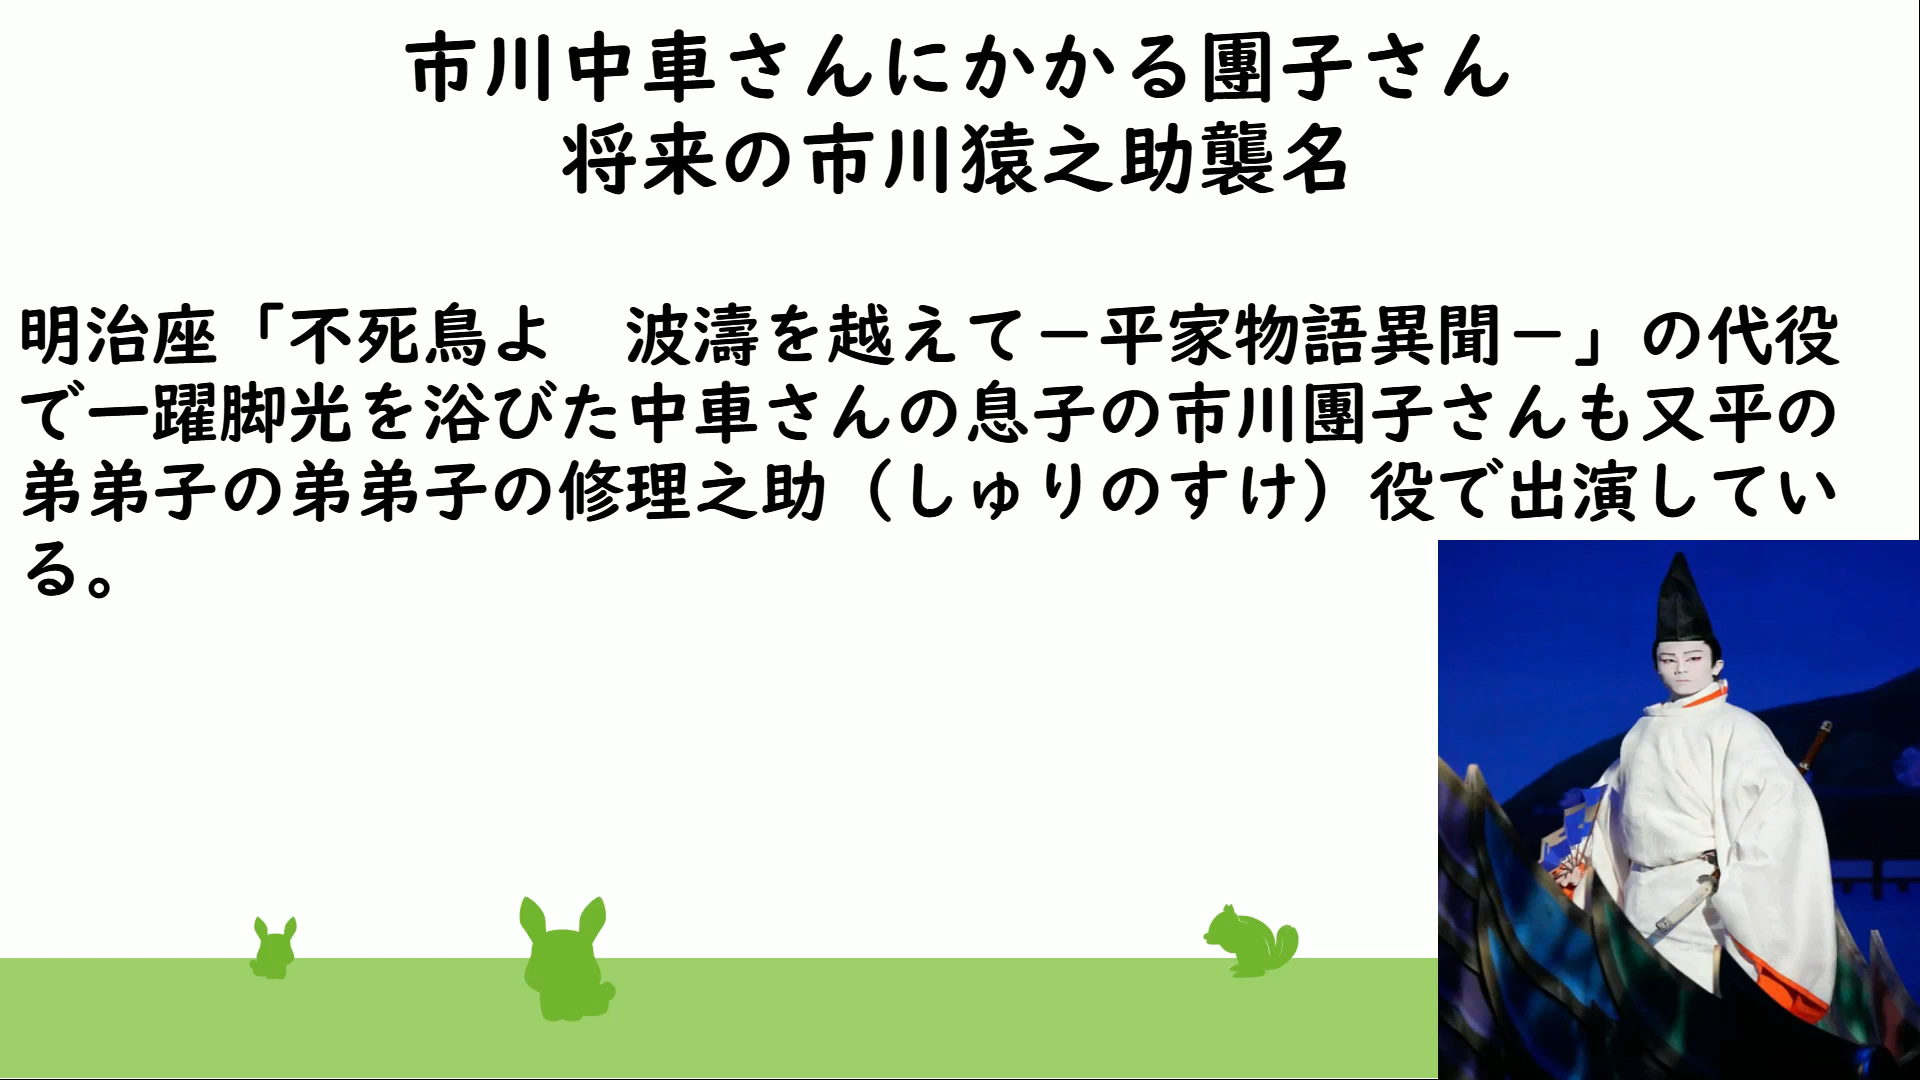 市川中車さんにかかる團子さん
将来の市川猿之助襲名
明治座「不死鳥よ　波濤を越えて－平家物語異聞－」の代役
で一躍脚光を浴びた中車さんの息子の市川團子さんも又平の
弟弟子の弟弟子の修理之助（しゅりのすけ）役で出演してい
る。